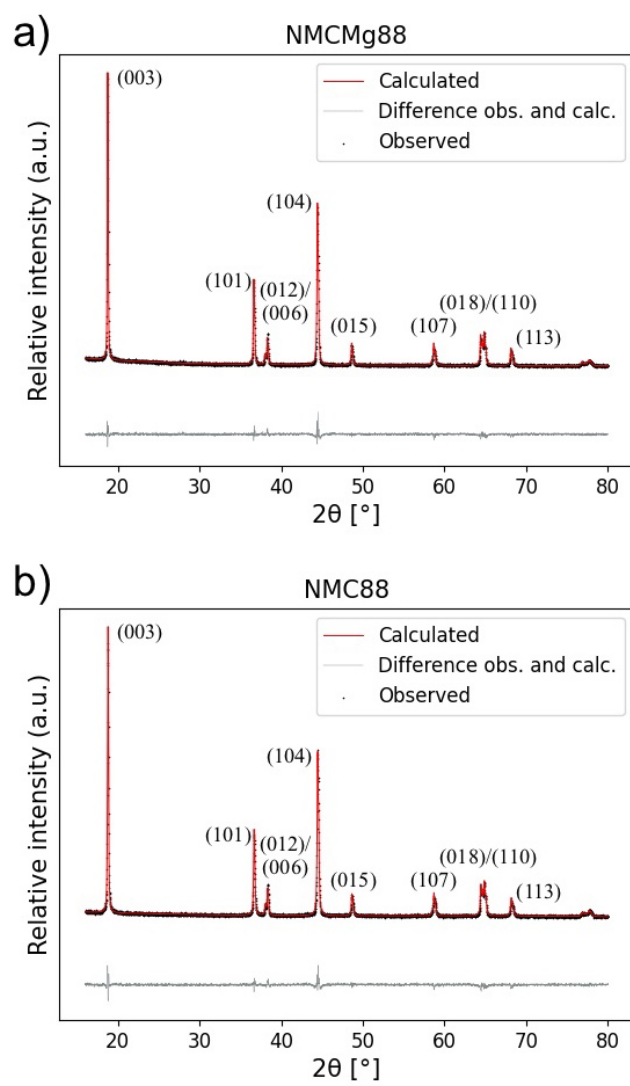 a)
NMCMg88
Relative intensity (a.u.)
Calculated
Difference obs. and calc.
Observed
(003)
(104)
(101)
(012)/
(006)
(015)
(107)
(018)/(110)
(113)
20 30 40 50 60 70 80
2θ [°]
b)
NMC88
Relative intensity (a.u.)
Calculated
Difference obs. and calc.
Observed
(003)
(104)
(101)
(012)/
(006)
(015)
(107)
(018)/(110)
(113)
20 30 40 50 60 70 80
2θ [°]